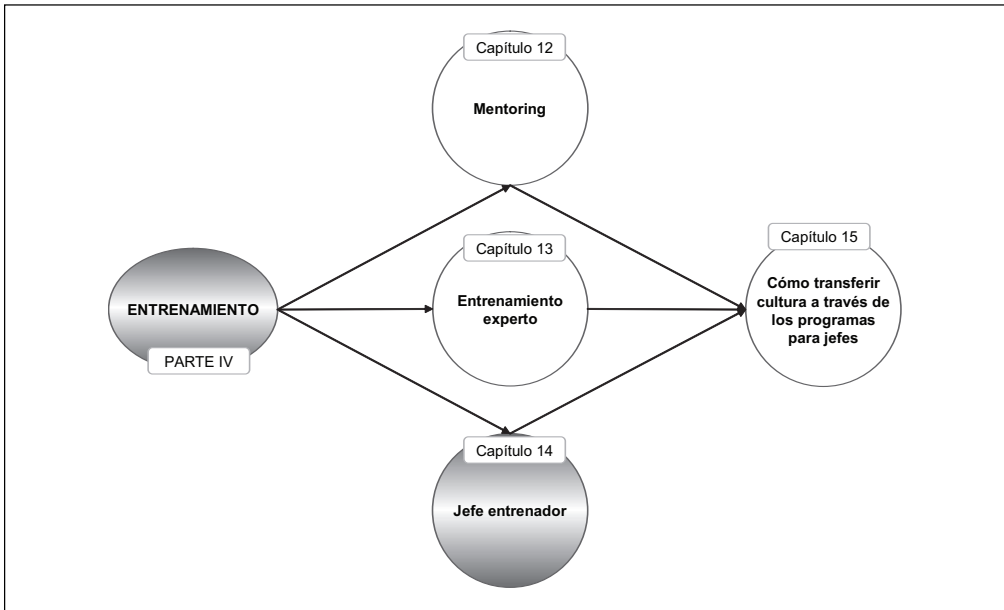 Capítulo 12
Mentoring
ENTRENAMIENTO
PARTE IV
Capítulo 13
Entrenamiento
experto
Capítulo 14
Jefe entrenador
Capítulo 15
Cómo transferir
cultura a través de
los programas
para jefes